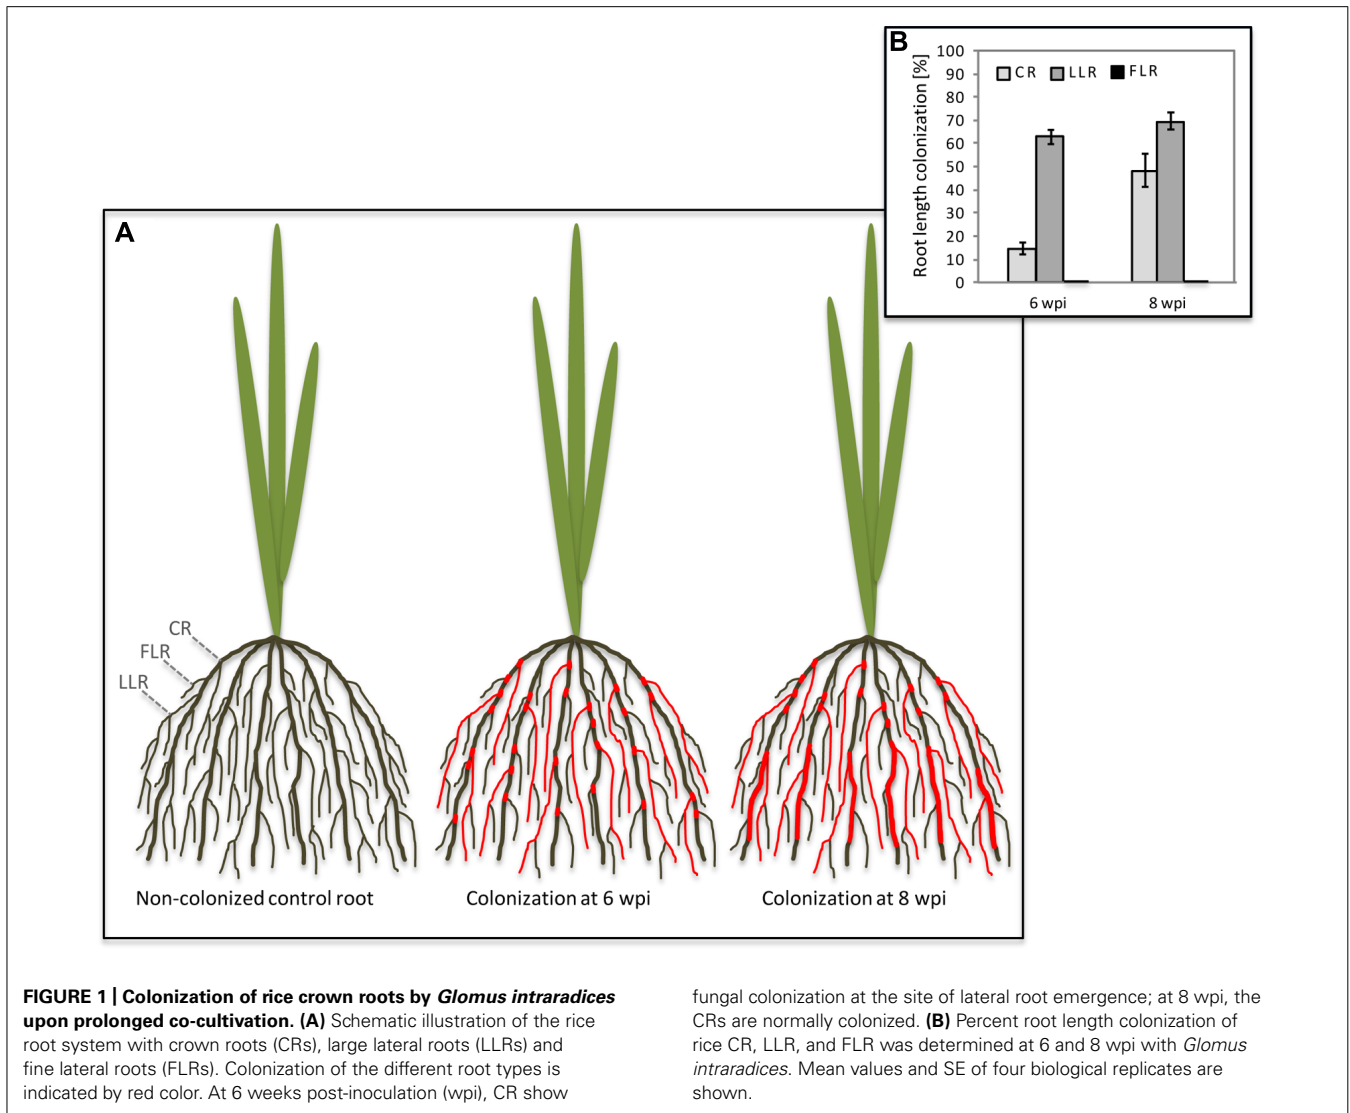 B
Root length colonization [%]
100
90
80
70
60
50
40
30
20
10
0
CR LLR FLR
6 wpi 8 wpi
A
CR
FLR
LLR
Non-colonized control root
Colonization at 6 wpi
Colonization at 8 wpi
FIGURE 1 | Colonization of rice crown roots by Glomus intraradices
upon prolonged co-cultivation. (A) Schematic illustration of the rice
root system with crown roots (CRs), large lateral roots (LLRs) and
fine lateral roots (FLRs). Colonization of the different root types is
indicated by red color. At 6 weeks post-inoculation (wpi), CR show
fungal colonization at the site of lateral root emergence; at 8 wpi, the
CRs are normally colonized. (B) Percent root length colonization of
rice CR, LLR, and FLR was determined at 6 and 8 wpi with Glomus
intraradices. Mean values and SE of four biological replicates are
shown.